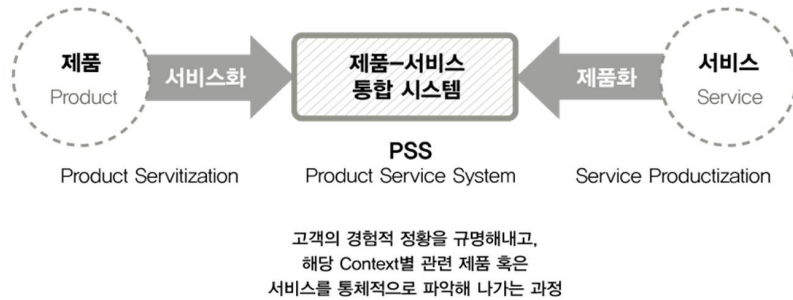 제품
Product
서비스화
제품–서비스
통합 시스템
제품화
서비스
Service
Product Servitization
PSS
Product Service System
Service Productization
고객의 경험적 정황을 규명해내고,
해당 Context별 관련 제품 혹은
서비스를 통체적으로 파악해 나가는 과정